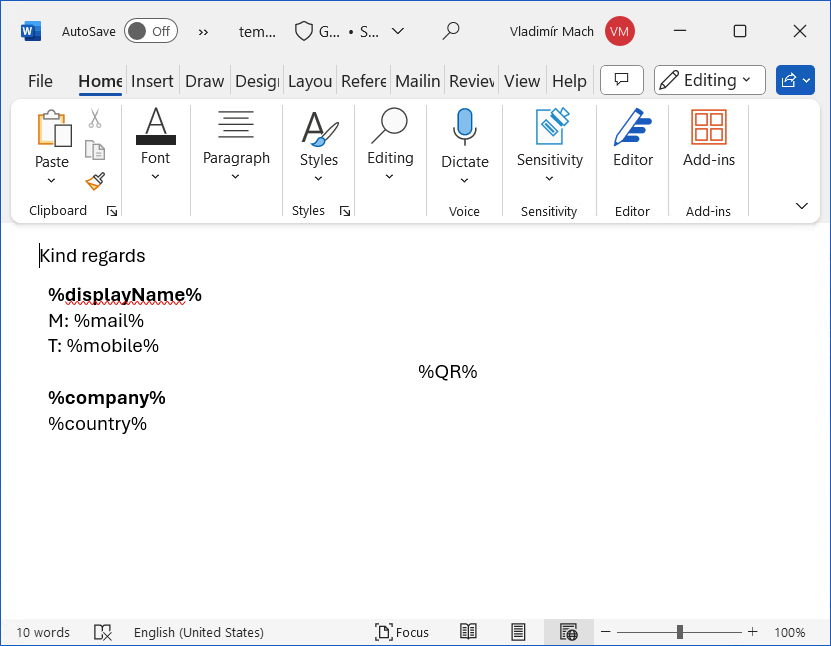 W AutoSave Off ›› tem... G... • S... Vladimír Mach VM
File Home Insert Draw Desig Layou Refere Mailin Review View Help Editing
Paste Font Paragraph Styles Editing Dictate Sensitivity Editor Add-ins
Clipboard Styles Voice Sensitivity Editor Add-ins
Kind regards
%displayName%
M: %mail%
T: %mobile%
%QR%
%company%
%country%
10 words English (United States) Focus 100%